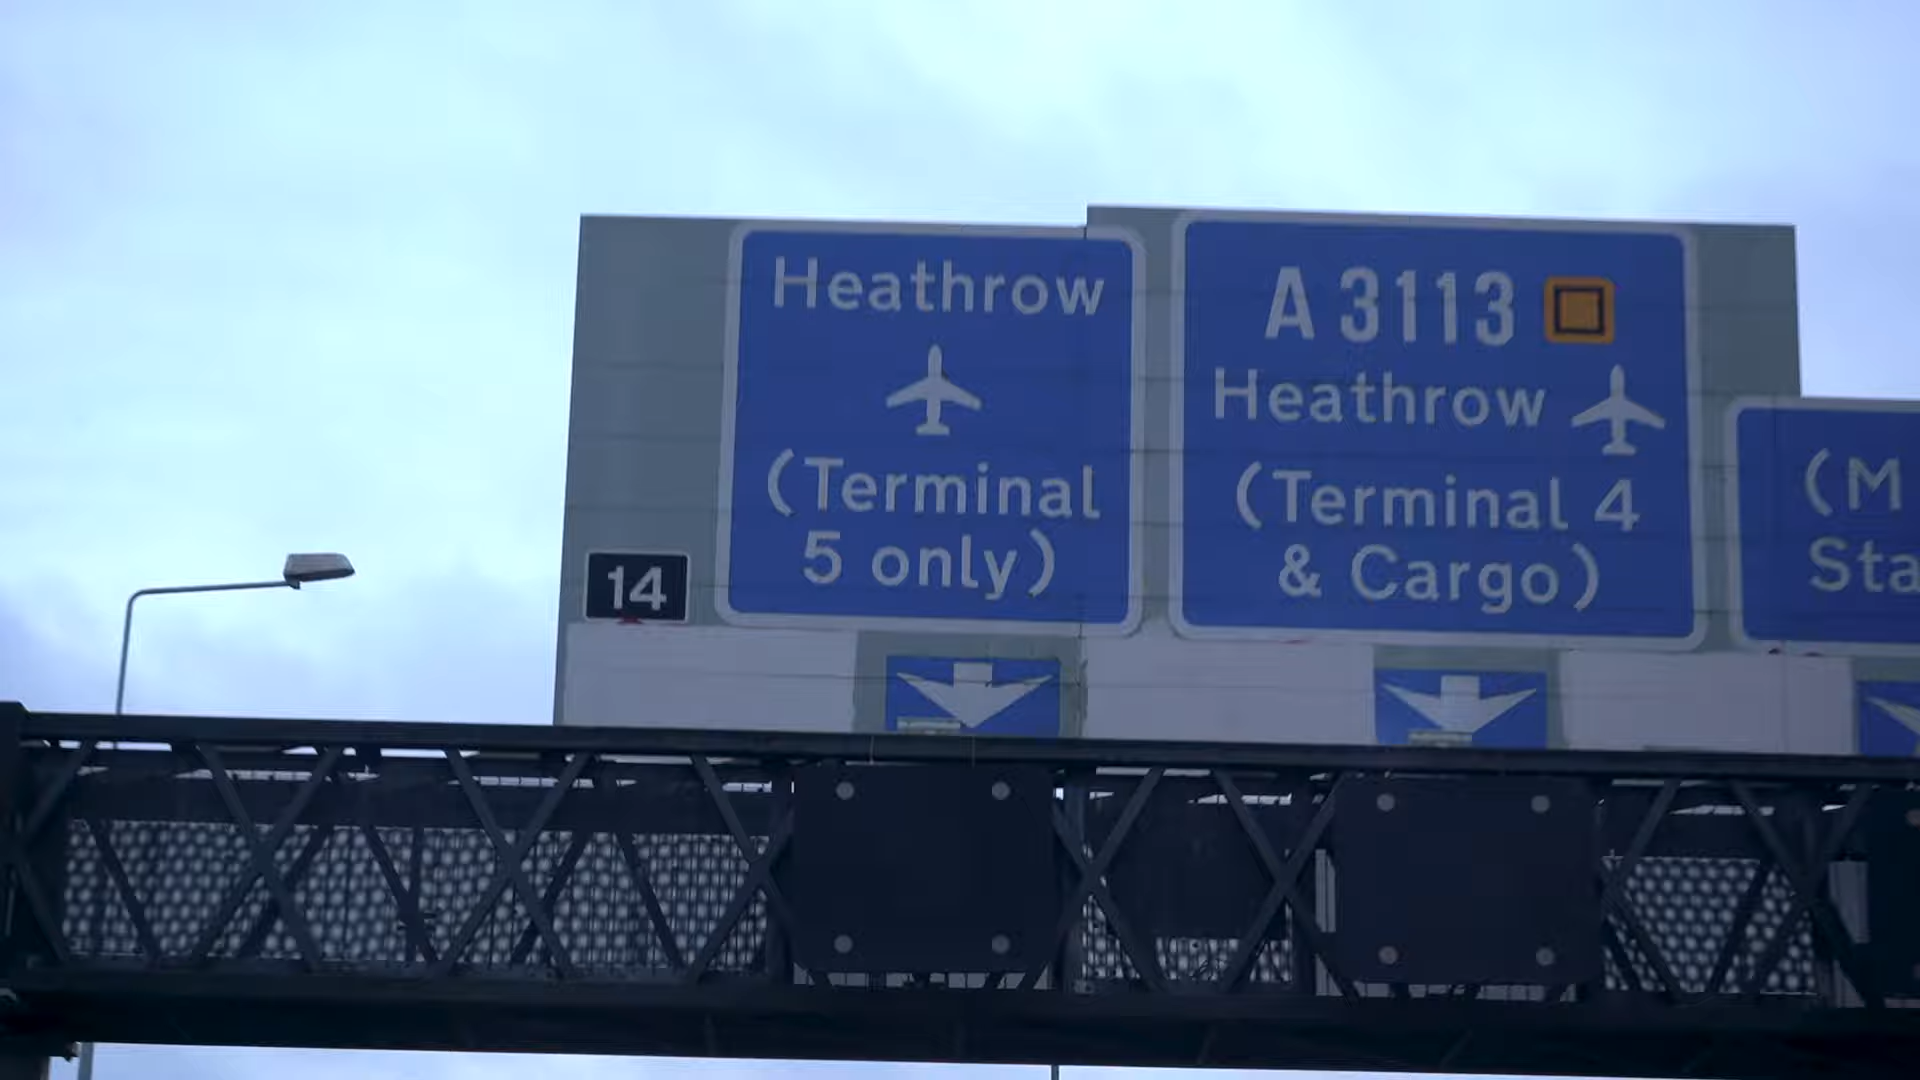 14
Heathrow
(Terminal
5 only)
A 3113
Heathrow
(Terminal 4
& Cargo)
(M